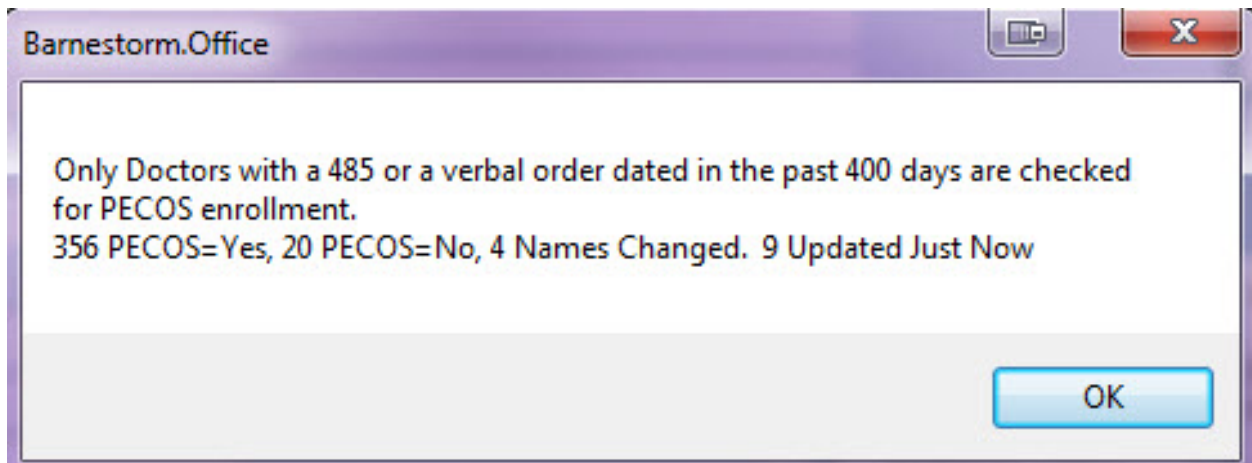 Barnestorm.Office
Only Doctors with a 485 or a verbal order dated in the past 400 days are checked
for PECOS enrollment.
356 PECOS=Yes, 20 PECOS=No, 4 Names Changed.  9 Updated Just Now
OK